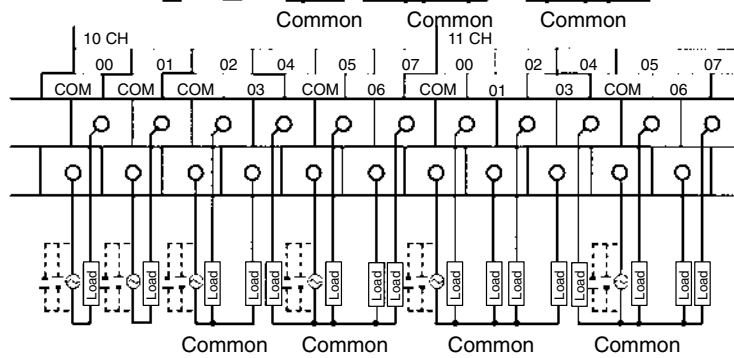 Common Common Common
10 CH 11 CH
00 01 02 04 05 07 00 02 04 05 07
COM COM COM 03 COM 06 COM 01 03 COM 06
Load Load Load Load Load Load Load Load Load Load Load Load Load Load Load Load
Common Common Common Common